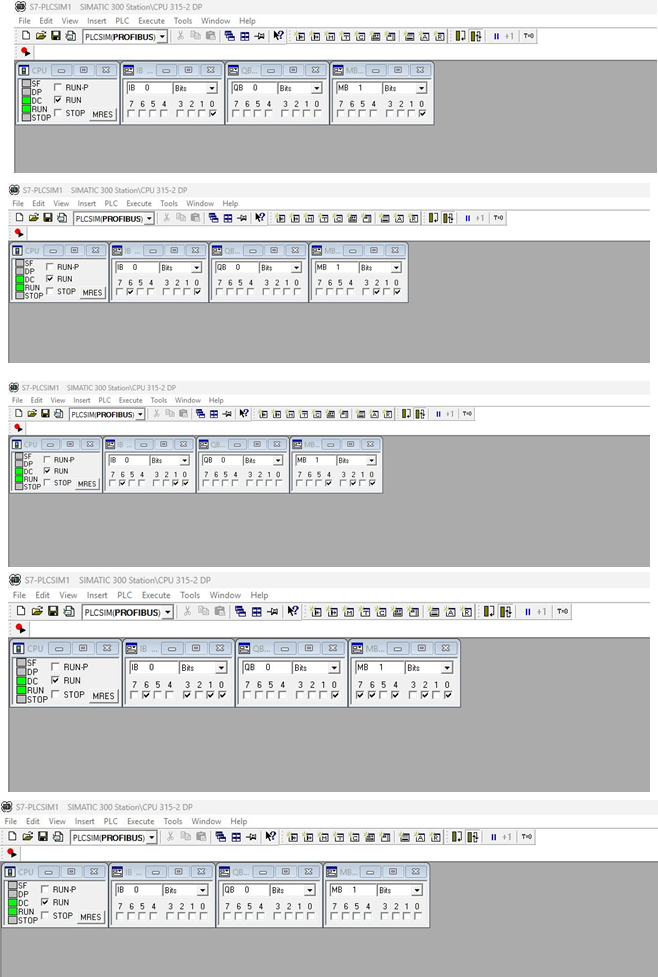 S7-PLCSIM1 SIMATIC 300 Station\CPU 315-2 DP
File Edit View Insert PLC Execute Tools Window Help
PLCSIM(PROFIBUS) +1 T=0
CPU IB ... QB... MB...
SF
DP RUN-P IB 0 Bits QB 0 Bits MB 1 Bits
DC RUN
RUN 7 6 5 4 3 2 1 0 7 6 5 4 3 2 1 0 7 6 5 4 3 2 1 0
STOP STOP MRES
S7-PLCSIM1 SIMATIC 300 Station\CPU 315-2 DP
File Edit View Insert PLC Execute Tools Window Help
PLCSIM(PROFIBUS) +1 T=0
CPU IB ... QB... MB...
SF
DP RUN-P IB 0 Bits QB 0 Bits MB 1 Bits
DC RUN
RUN 7 6 5 4 3 2 1 0 7 6 5 4 3 2 1 0 7 6 5 4 3 2 1 0
STOP STOP MRES
S7-PLCSIM1 SIMATIC 300 Station\CPU 315-2 DP
File Edit View Insert PLC Execute Tools Window Help
PLCSIM(PROFIBUS) +1 T=0
CPU IB ... QB... MB...
SF
DP RUN-P IB 0 Bits QB 0 Bits MB 1 Bits
DC RUN
RUN 7 6 5 4 3 2 1 0 7 6 5 4 3 2 1 0 7 6 5 4 3 2 1 0
STOP STOP MRES
S7-PLCSIM1 SIMATIC 300 Station\CPU 315-2 DP
File Edit View Insert PLC Execute Tools Window Help
PLCSIM(PROFIBUS) +1 T=0
CPU IB ... QB... MB...
SF
DP RUN-P IB 0 Bits QB 0 Bits MB 1 Bits
DC RUN
RUN 7 6 5 4 3 2 1 0 7 6 5 4 3 2 1 0 7 6 5 4 3 2 1 0
STOP STOP MRES
S7-PLCSIM1 SIMATIC 300 Station\CPU 315-2 DP
File Edit View Insert PLC Execute Tools Window Help
PLCSIM(PROFIBUS) +1 T=0
CPU IB ... QB... MB...
SF
DP RUN-P IB 0 Bits QB 0 Bits MB 1 Bits
DC RUN
RUN 7 6 5 4 3 2 1 0 7 6 5 4 3 2 1 0 7 6 5 4 3 2 1 0
STOP STOP MRES